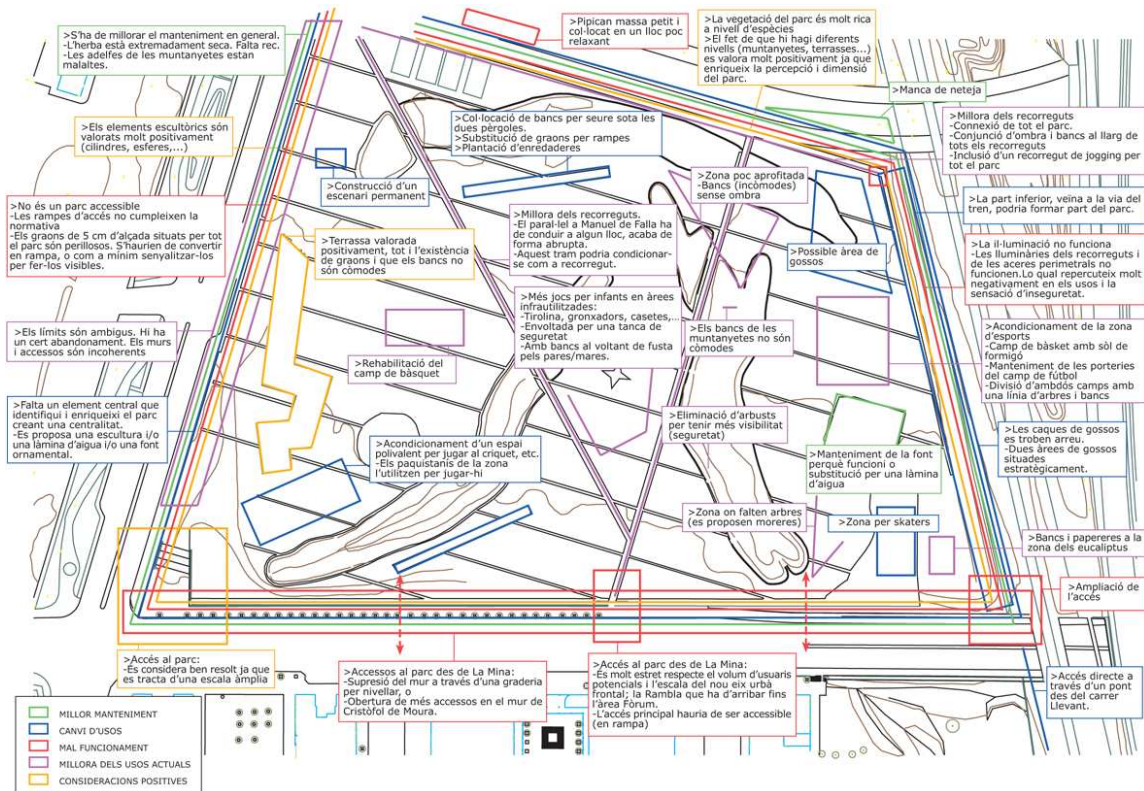 >S'ha de millorar el manteniment en general.
-L'herba està extremadament seca. Falta rec.
-Les adelfes de les muntanyetes estan
malaltes.
>Pipican massa petit i
col·locat en un lloc poc
relaxant
>La vegetació del parc és molt rica
a nivell d'espècies
>El fet de que hi hagi diferents
nivells (muntanyetes, terrasses...)
es valora molt positivament ja que
enriqueix la percepció i dimensió
del parc.
>Manca de neteja
>Els elements escultòrics són
valorats molt positivament
(cilindres, esferes,...)
>Col·locació de bancs per seure sota les
dues pèrgoles.
>Substitució de graons per rampes
>Plantació d'enredaderes
>Millora dels recorreguts
-Connexió de tot el parc.
-Conjunció d'ombra i bancs al llarg de
tots els recorreguts
-Inclusió d'un recorregut de jogging per
tot el parc
>Construcció d'un
escenari permanent
>Zona poc aprofitada
-Bancs (incòmodes)
sense ombra
>La part inferior, veïna a la via del
tren, podria formar part del parc.
>No és un parc accessible
-Les rampes d'accés no cumpleixen la
normativa
-Els graons de 5 cm d'alçada situats per tot
el parc són perillosos. S'haurien de convertir
en rampa, o com a mínim senyalitzar-los
per fer-los visibles.
>Terrassa valorada
positivament, tot i l'existència
de graons i que els bancs no
són còmodes
>Millora dels recorreguts.
-El paral·lel a Manuel de Falla ha
de conduir a algun lloc, acaba de
forma abrupta.
-Aquest tram podria condicionar-
se com a recorregut.
>Possible àrea de
gossos
>La il·luminació no funciona
-Les lluminàries dels recorreguts i
de les aceres perimetrals no
funcionen.Lo qual repercuteix molt
negativament en els usos i la
sensació d'inseguretat.
>Més jocs per infants en àrees
infrautilitzades:
-Tirolina, gronxadors, casetes,...
-Envoltada per una tanca de
seguretat
-Amb bancs al voltant de fusta
pels pares/mares.
>Els límits són ambigus. Hi ha
un cert abandonament. Els murs
i accessos són incoherents
>Rehabilitació del
camp de bàsquet
>Els bancs de les
muntanyetes no són
còmodes
>Acondicionament de la zona
d'esports
-Camp de bàsket amb sòl de
formigó
-Manteniment de les porteries
del camp de fútbol
-Divisió d'ambdós camps amb
una línia d'arbres i bancs
>Falta un element central que
identifiqui i enriqueixi el parc
creant una centralitat.
-Es proposa una escultura i/o
una làmina d'aigua i/o una font
ornamental.
>Acondicionament d'un espai
polivalent per jugar al criquet, etc.
-Els paquistanis de la zona
l'utilitzen per jugar-hi
>Eliminació d'arbusts
per tenir més visibilitat
(seguretat)
>Manteniment de la font
perquè funcioni o
substitució per una làmina
d'aigua
>Les caques de gossos
es troben arreu.
-Dues àrees de gossos
situades
estratègicament.
>Zona on falten arbres
(es proposen moreres)
>Zona per skaters
>Bancs i papereres a la
zona dels eucaliptus
>Ampliació de
l'accés
>Accés al parc:
-Es considera ben resolt ja que
es tracta d'una escala àmplia
>Accessos al parc des de La Mina:
-Supresió del mur a través d'una graderia
per nivellar, o
-Obertura de més accessos en el mur de
Cristòfol de Moura.
>Accés al parc des de La Mina:
-És molt estret respecte el volum d'usuaris
potencials i l'escala del nou eix urbà
frontal; la Rambla que ha d'arribar fins
l'àrea Fòrum.
-L'accés principal hauria de ser accessible
(en rampa)
>Accés directe
a través d'un pont
des del carrer
Llevant.
MILLOR MANTENIMENT
CANVI D'USOS
MAL FUNCIONAMENT
MILLORA DELS USOS ACTUALS
CONSIDERACIONS POSITIVES